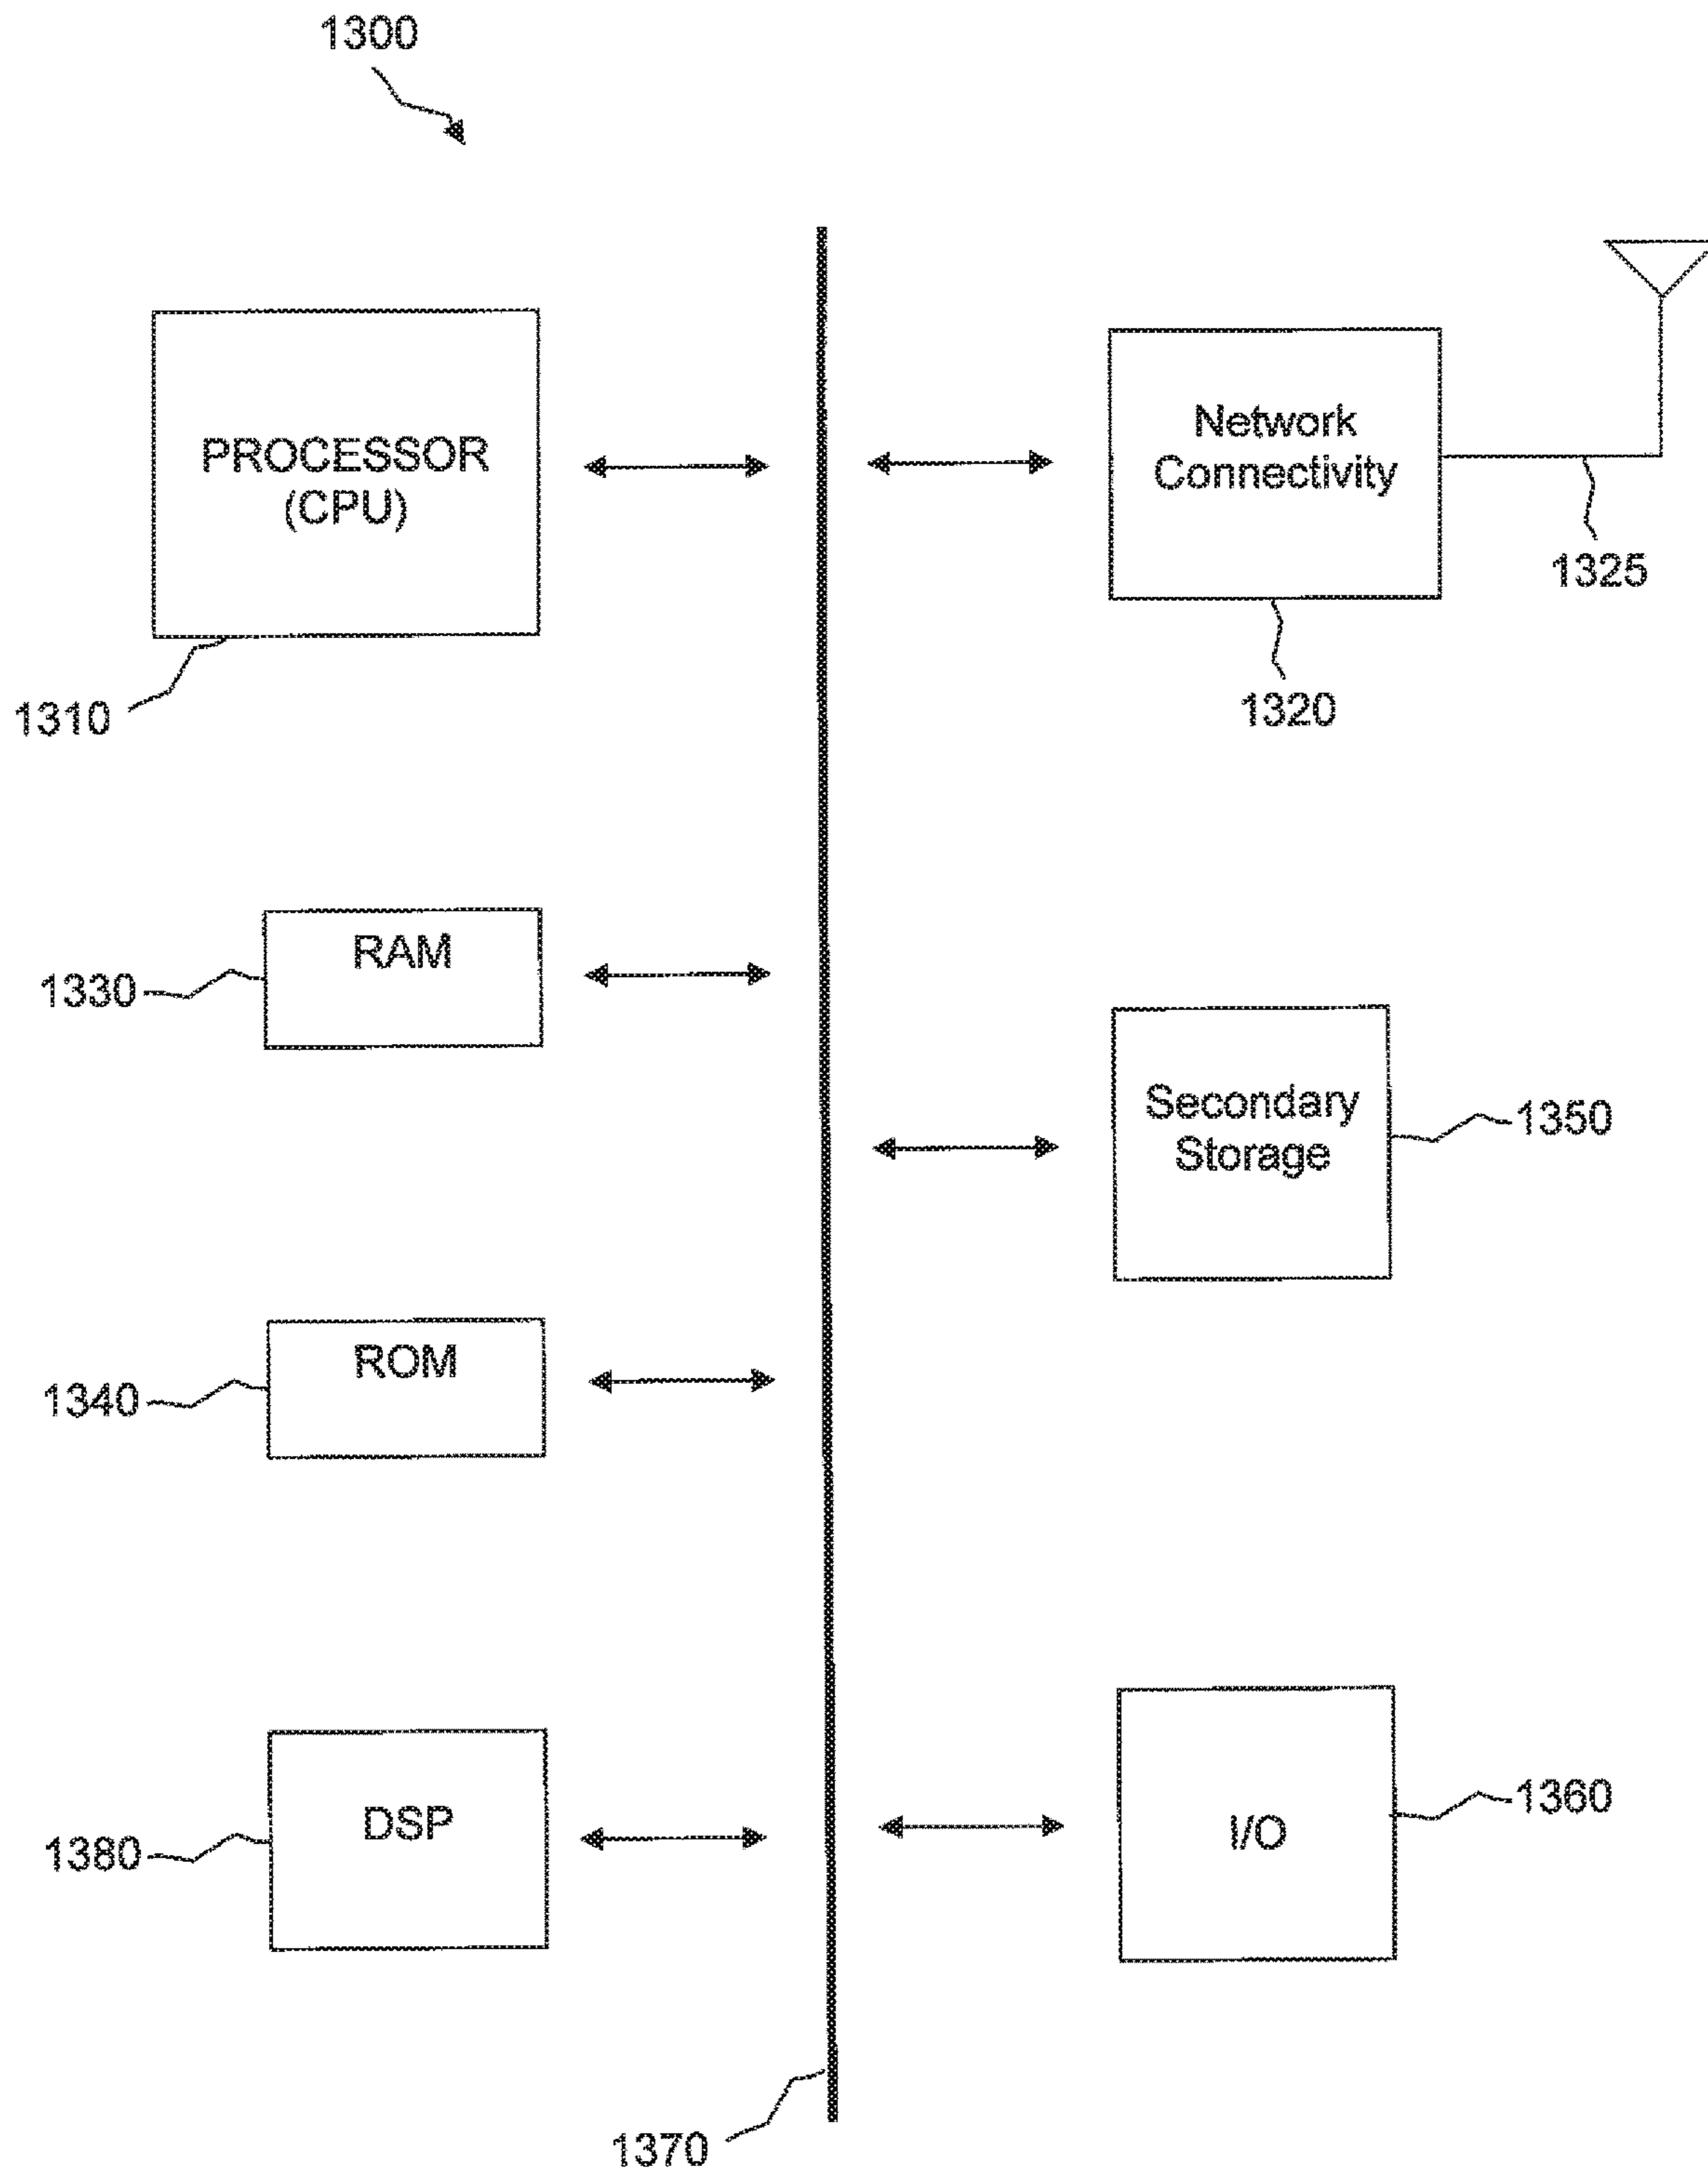 1300
PROCESSOR
(CPU)
1310
Network
Connectivity
1325
1320
RAM
1330
Secondary
Storage
1350
ROM
1340
DSP
1380
I/O
1360
1370